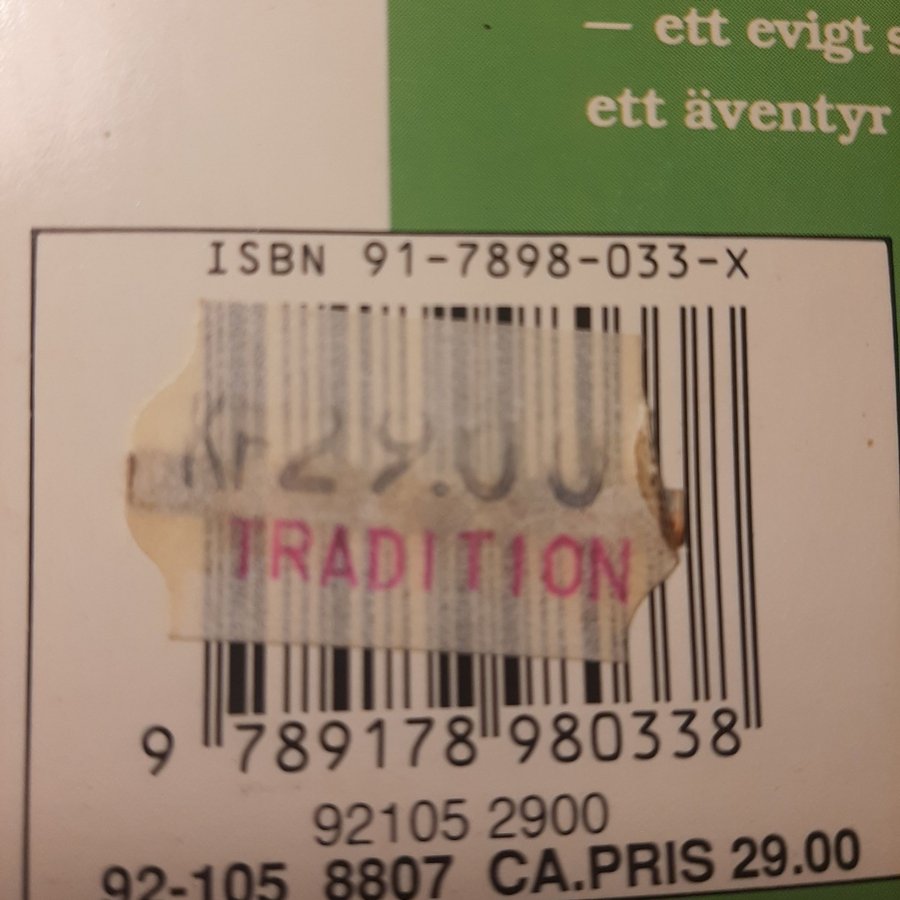 — ett evigt
ett äventyr
ISBN 91-7898-033-X
Kr 29.00
TRADITION
9 789178 980338
92105 2900
92-105 8807 CA.PRIS 29.00